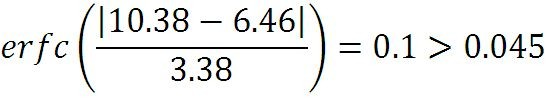 erfc(|10.38 − 6.46| / 3.38) = 0.1 > 0.045